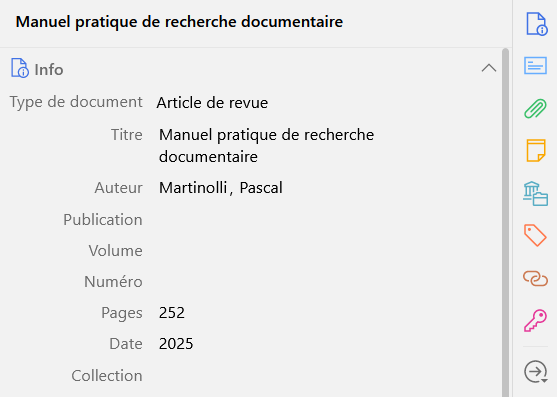 Manuel pratique de recherche documentaire
Info
Type de document Article de revue
Titre Manuel pratique de recherche
documentaire
Auteur Martinolli, Pascal
Publication
Volume
Numéro
Pages 252
Date 2025
Collection